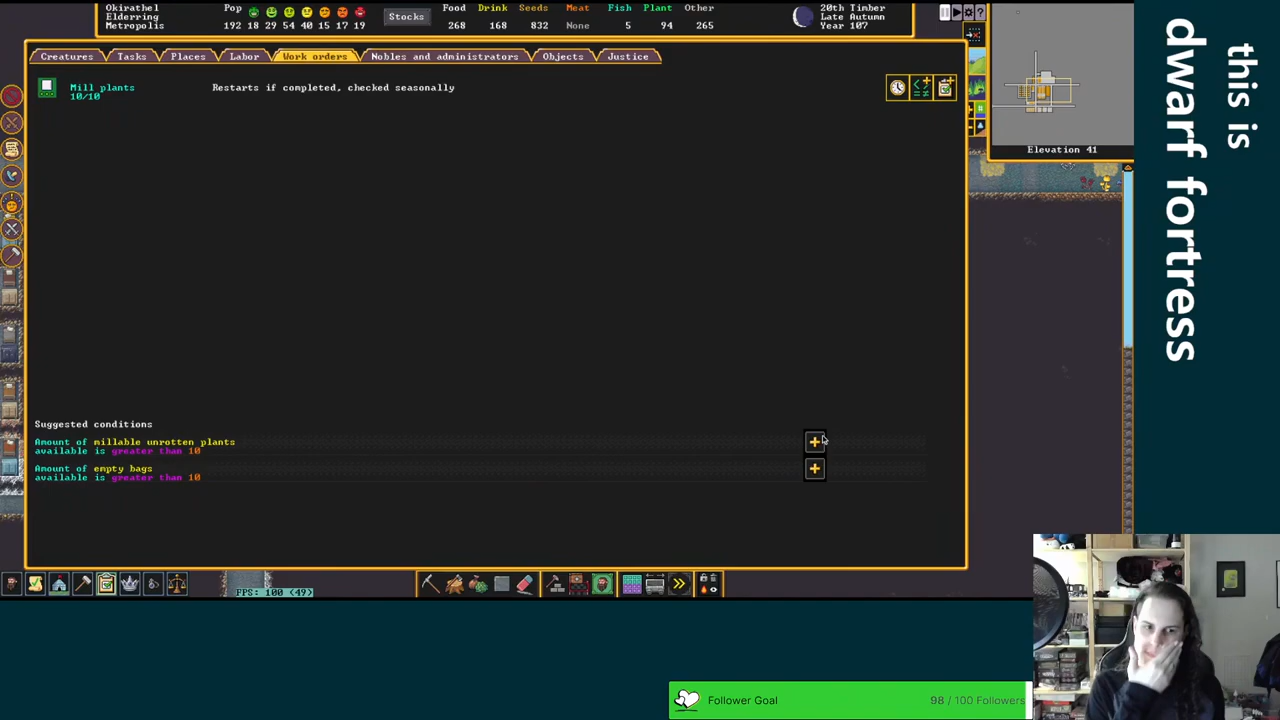 Okirathel
Elderring
Metropolis
Pop
192 18 29 54 40 15 17 19
Stocks
Food Drink Seeds Meat Fish Plant Other
268 168 832 None 5 94 265
20th Timber
Late Autumn
Year 107
Creatures Tasks Places Labor Work orders Nobles and administrators Objects Justice
Mill plants
10/10
Restarts if completed, checked seasonally
Elevation 41
Suggested conditions
Amount of millable unrotten plants
available is greater than 10
Amount of empty bags
available is greater than 10
FPS: 100 (49)
this is
dwarf fortress
Follower Goal
98 / 100 Followers